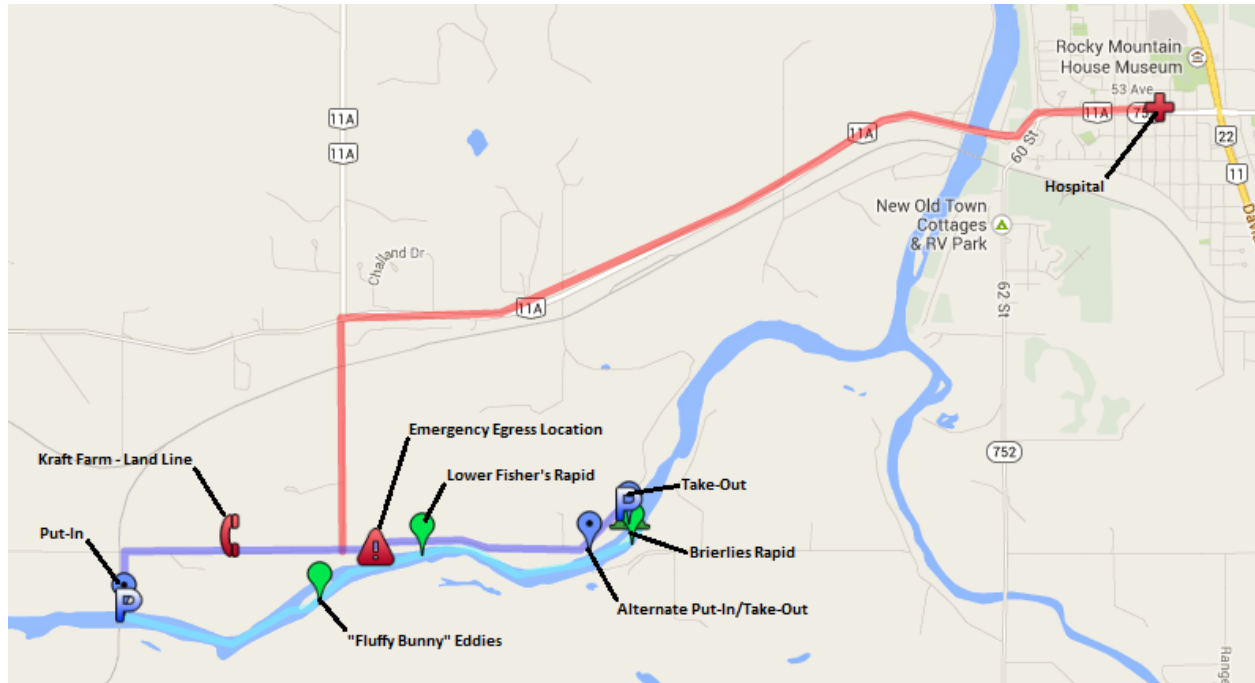 Rocky Mountain
House Museum
53 Ave
11A
11A
11A
11A
75
22
11
60 St
Hospital
New Old Town
Cottages
& RV Park
Challand Dr
11A
62 St
Emergency Egress Location
Kraft Farm - Land Line
Lower Fisher's Rapid
752
Take-Out
Put-In
P
P
Brierlies Rapid
Alternate Put-In/Take-Out
"Fluffy Bunny" Eddies